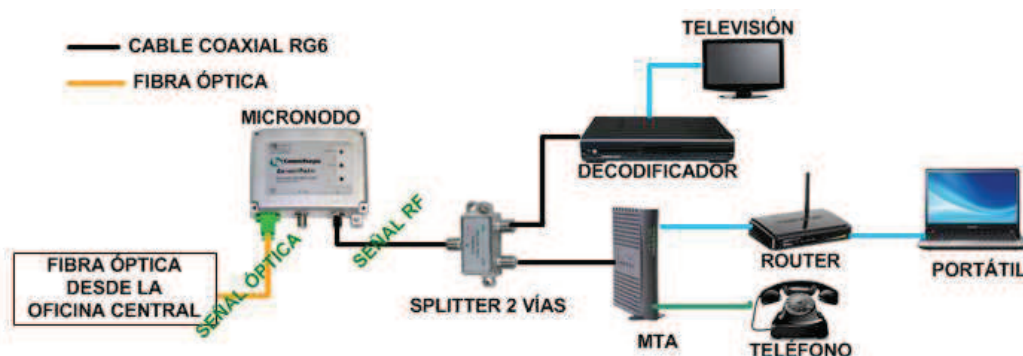 TELEVISIÓN
CABLE COAXIAL RG6
FIBRA ÓPTICA
MICRONODO
DECODIFICADOR
SEÑAL RF
SEÑAL ÓPTICA
FIBRA ÓPTICA
DESDE LA
OFICINA CENTRAL
SPLITTER 2 VÍAS
MTA
ROUTER
TELÉFONO
PORTÁTIL